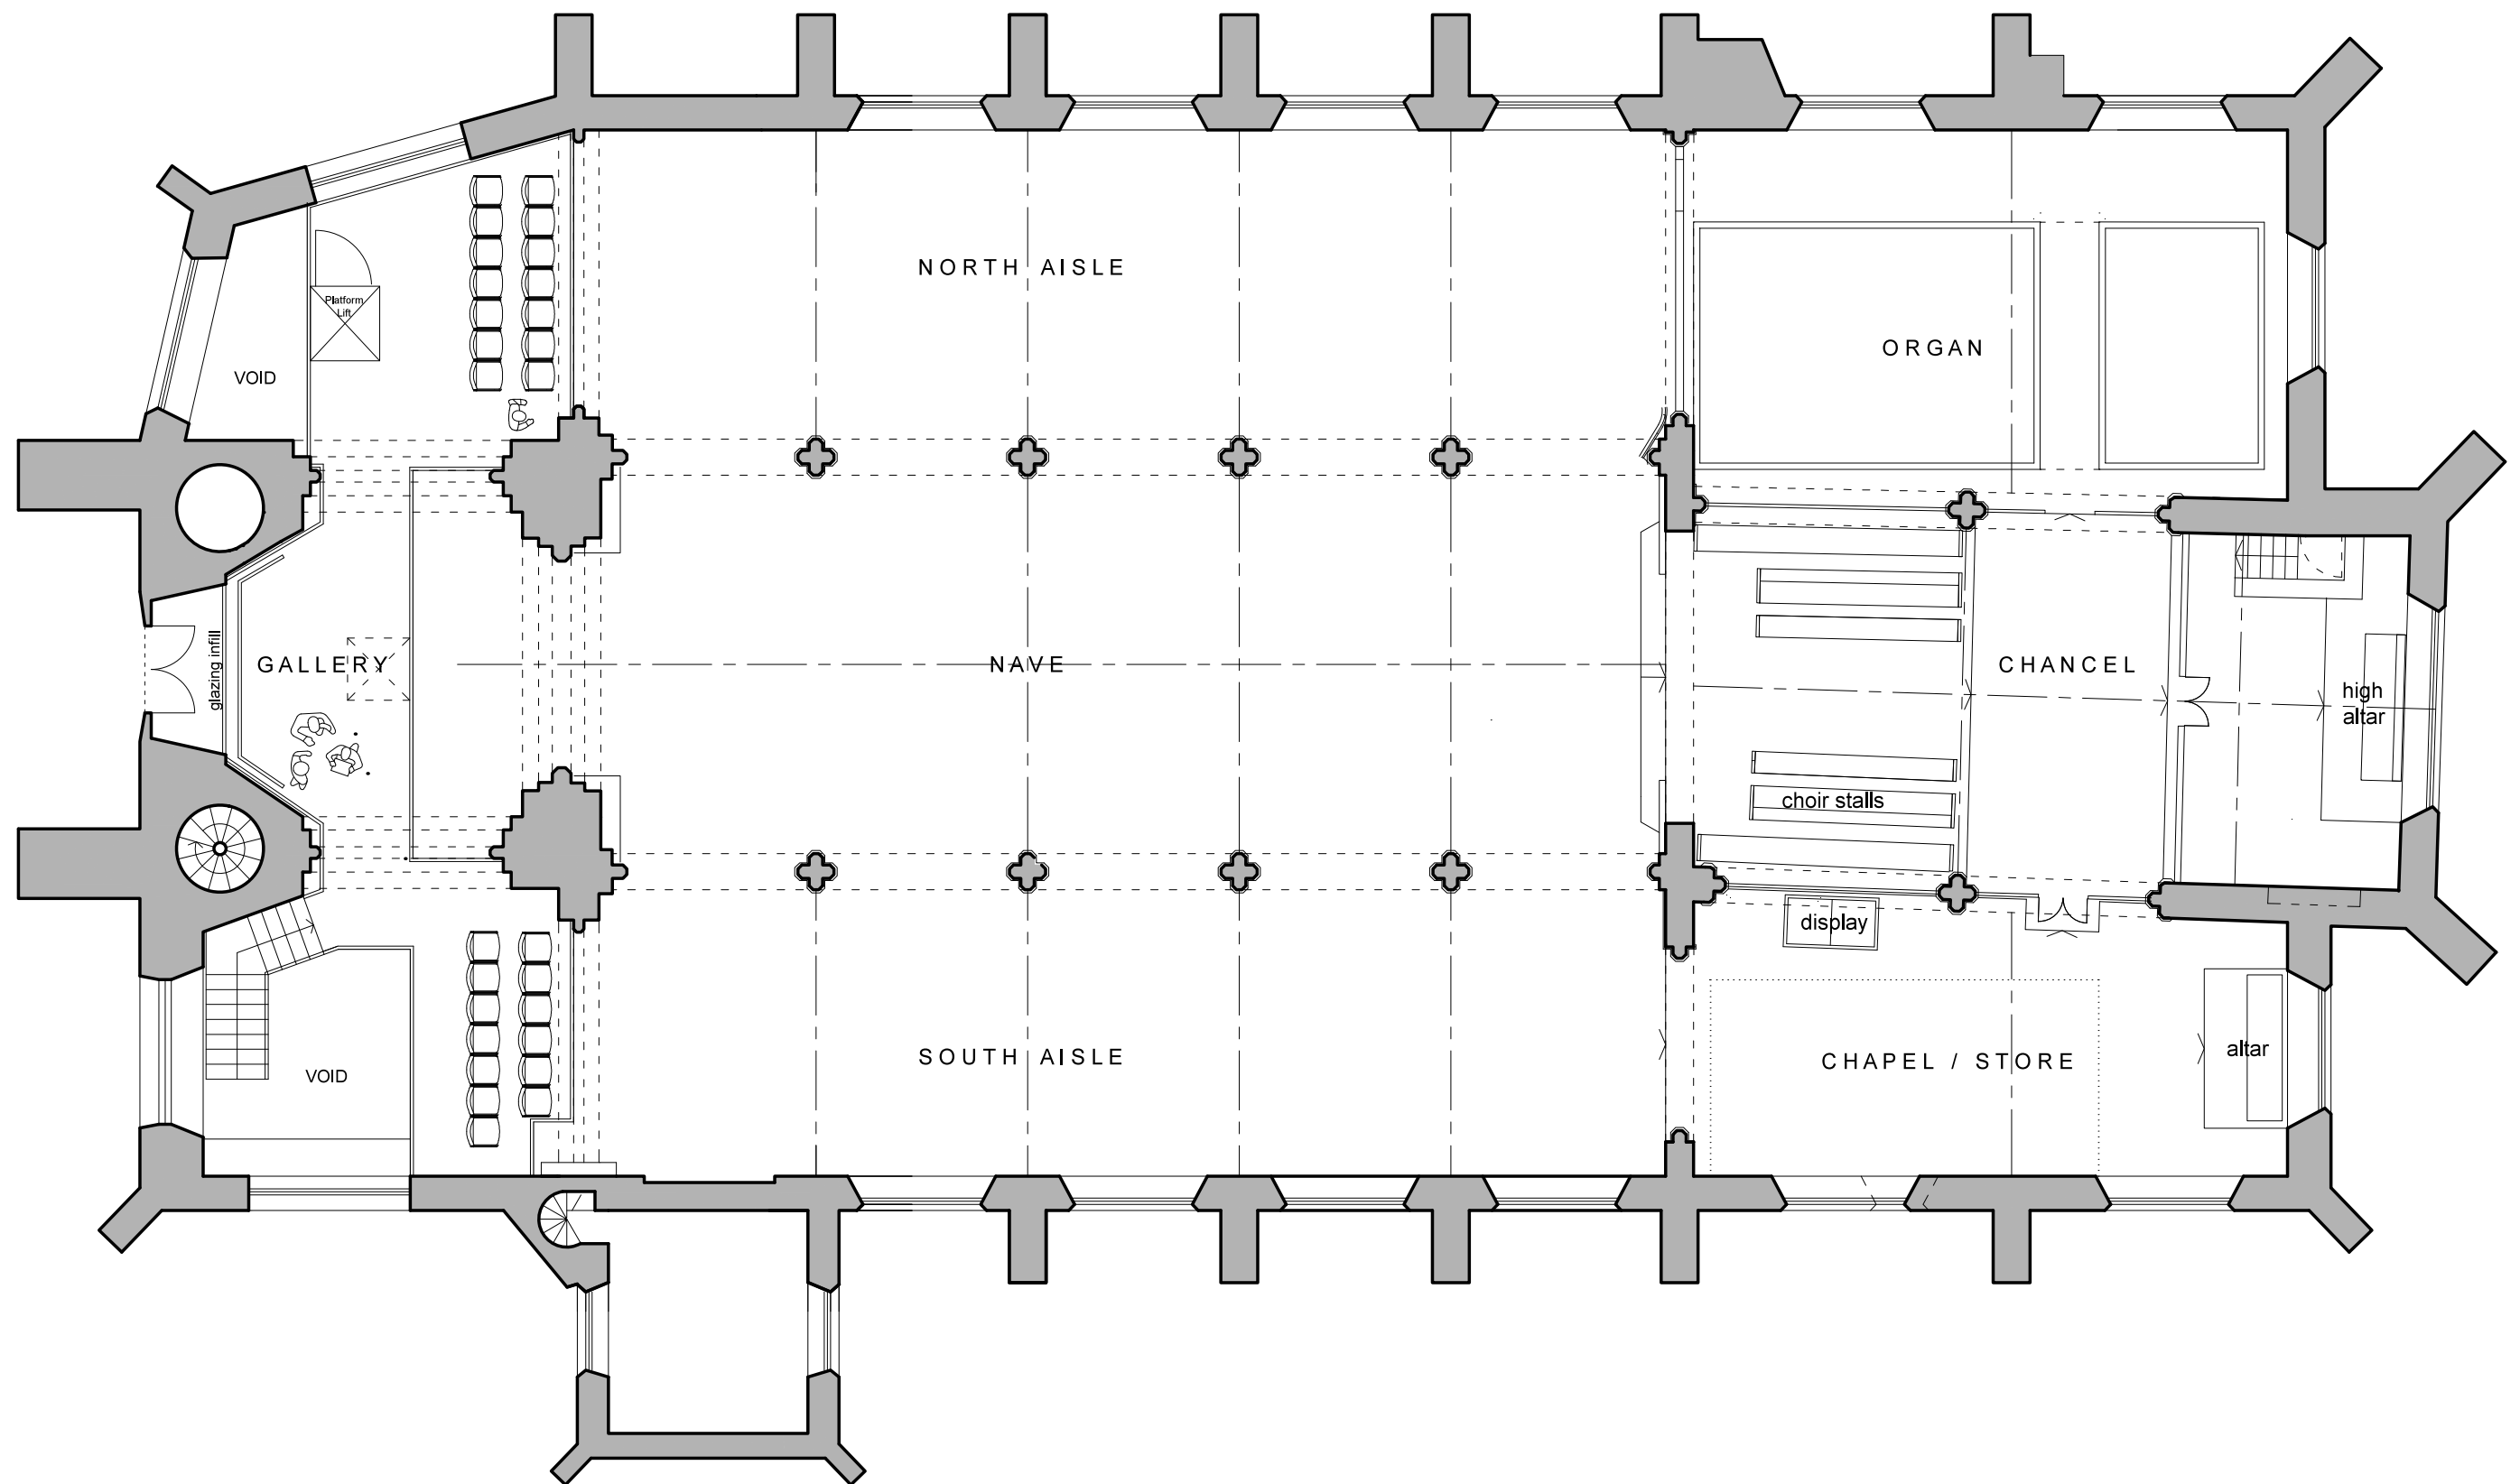 NORTH AISLE
Platform
Lift
ORGAN
VOID
glazing infill
GALLERY
NAVE
CHANCEL
high
altar
choir stalls
display
SOUTH AISLE
CHAPEL / STORE
altar
VOID